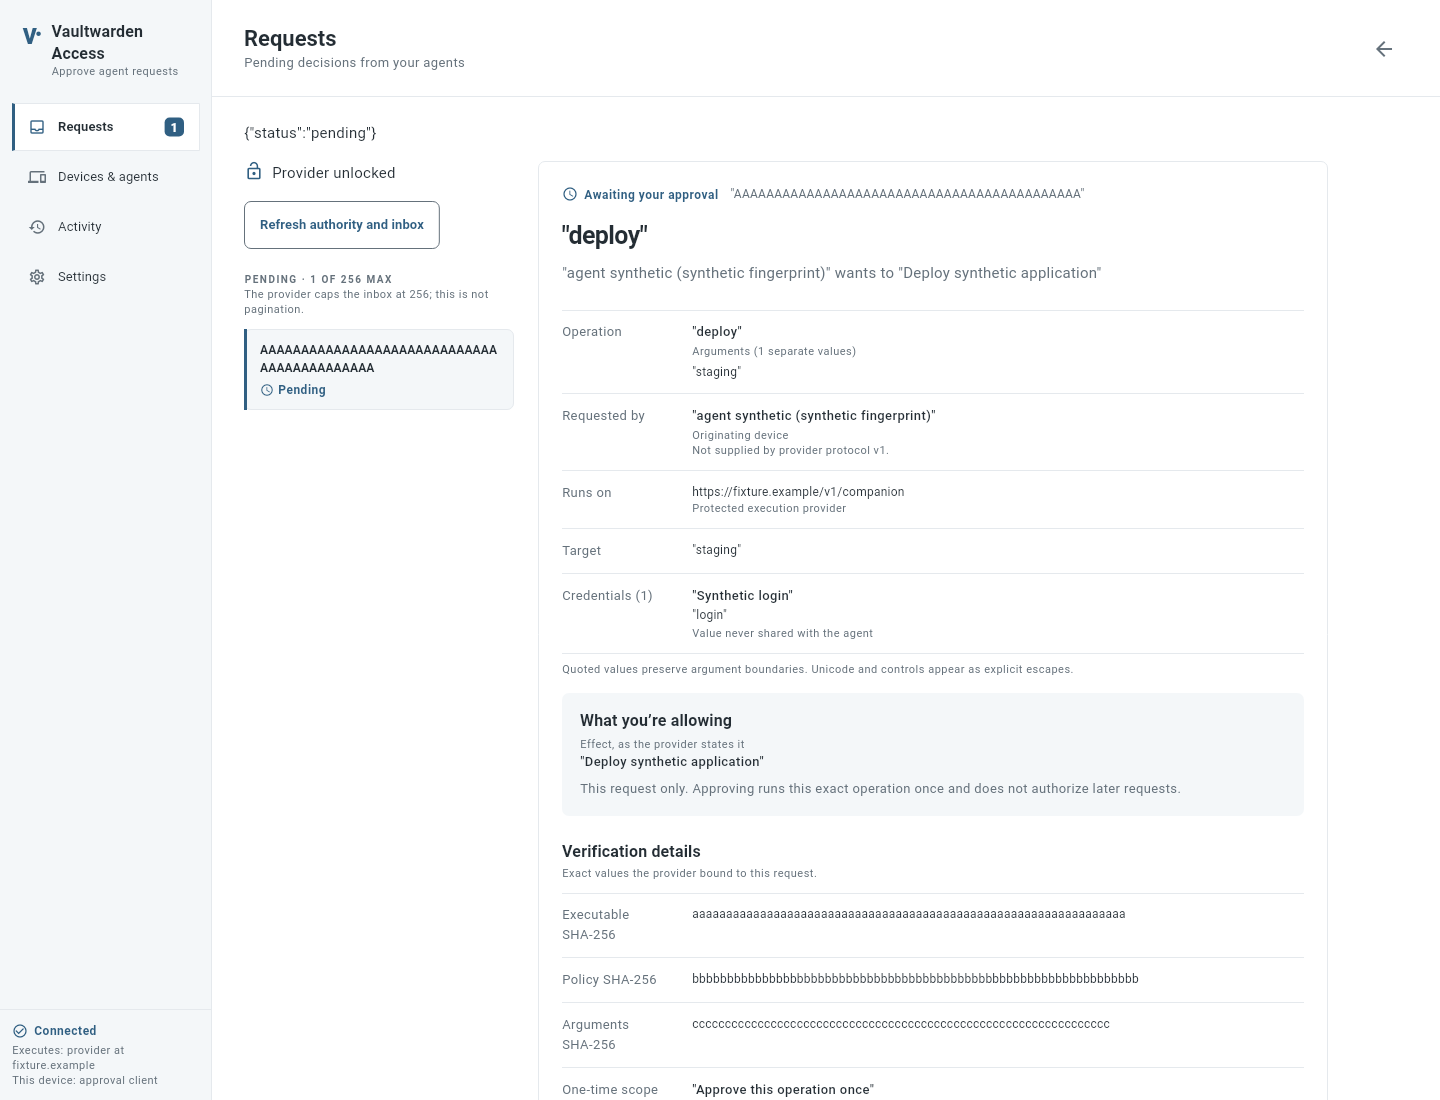 Vaultwarden
Access
Approve agent requests
Requests
1
Devices & agents
Activity
Settings
Connected
Executes: provider at
fixture.example
This device: approval client
Requests
Pending decisions from your agents
{"status":"pending"}
Provider unlocked
Refresh authority and inbox
PENDING · 1 OF 256 MAX
The provider caps the inbox at 256; this is not
pagination.
AAAAAAAAAAAAAAAAAAAAAAAAAAAAA
AAAAAAAAAAAAAA
Pending
Awaiting your approval "AAAAAAAAAAAAAAAAAAAAAAAAAAAAAAAAAAAAAAAAAAA"
"deploy"
"agent synthetic (synthetic fingerprint)" wants to "Deploy synthetic application"
Operation "deploy"
Arguments (1 separate values)
"staging"
Requested by "agent synthetic (synthetic fingerprint)"
Originating device
Not supplied by provider protocol v1.
Runs on https://fixture.example/v1/companion
Protected execution provider
Target "staging"
Credentials (1) "Synthetic login"
"login"
Value never shared with the agent
Quoted values preserve argument boundaries. Unicode and controls appear as explicit escapes.
What you’re allowing
Effect, as the provider states it
"Deploy synthetic application"
This request only. Approving runs this exact operation once and does not authorize later requests.
Verification details
Exact values the provider bound to this request.
Executable aaaaaaaaaaaaaaaaaaaaaaaaaaaaaaaaaaaaaaaaaaaaaaaaaaaaaaaaaaaaaaaa
SHA-256
Policy SHA-256 bbbbbbbbbbbbbbbbbbbbbbbbbbbbbbbbbbbbbbbbbbbbbbbbbbbbbbbbbbbbbbbb
Arguments cccccccccccccccccccccccccccccccccccccccccccccccccccccccccccccccc
SHA-256
One-time scope "Approve this operation once"